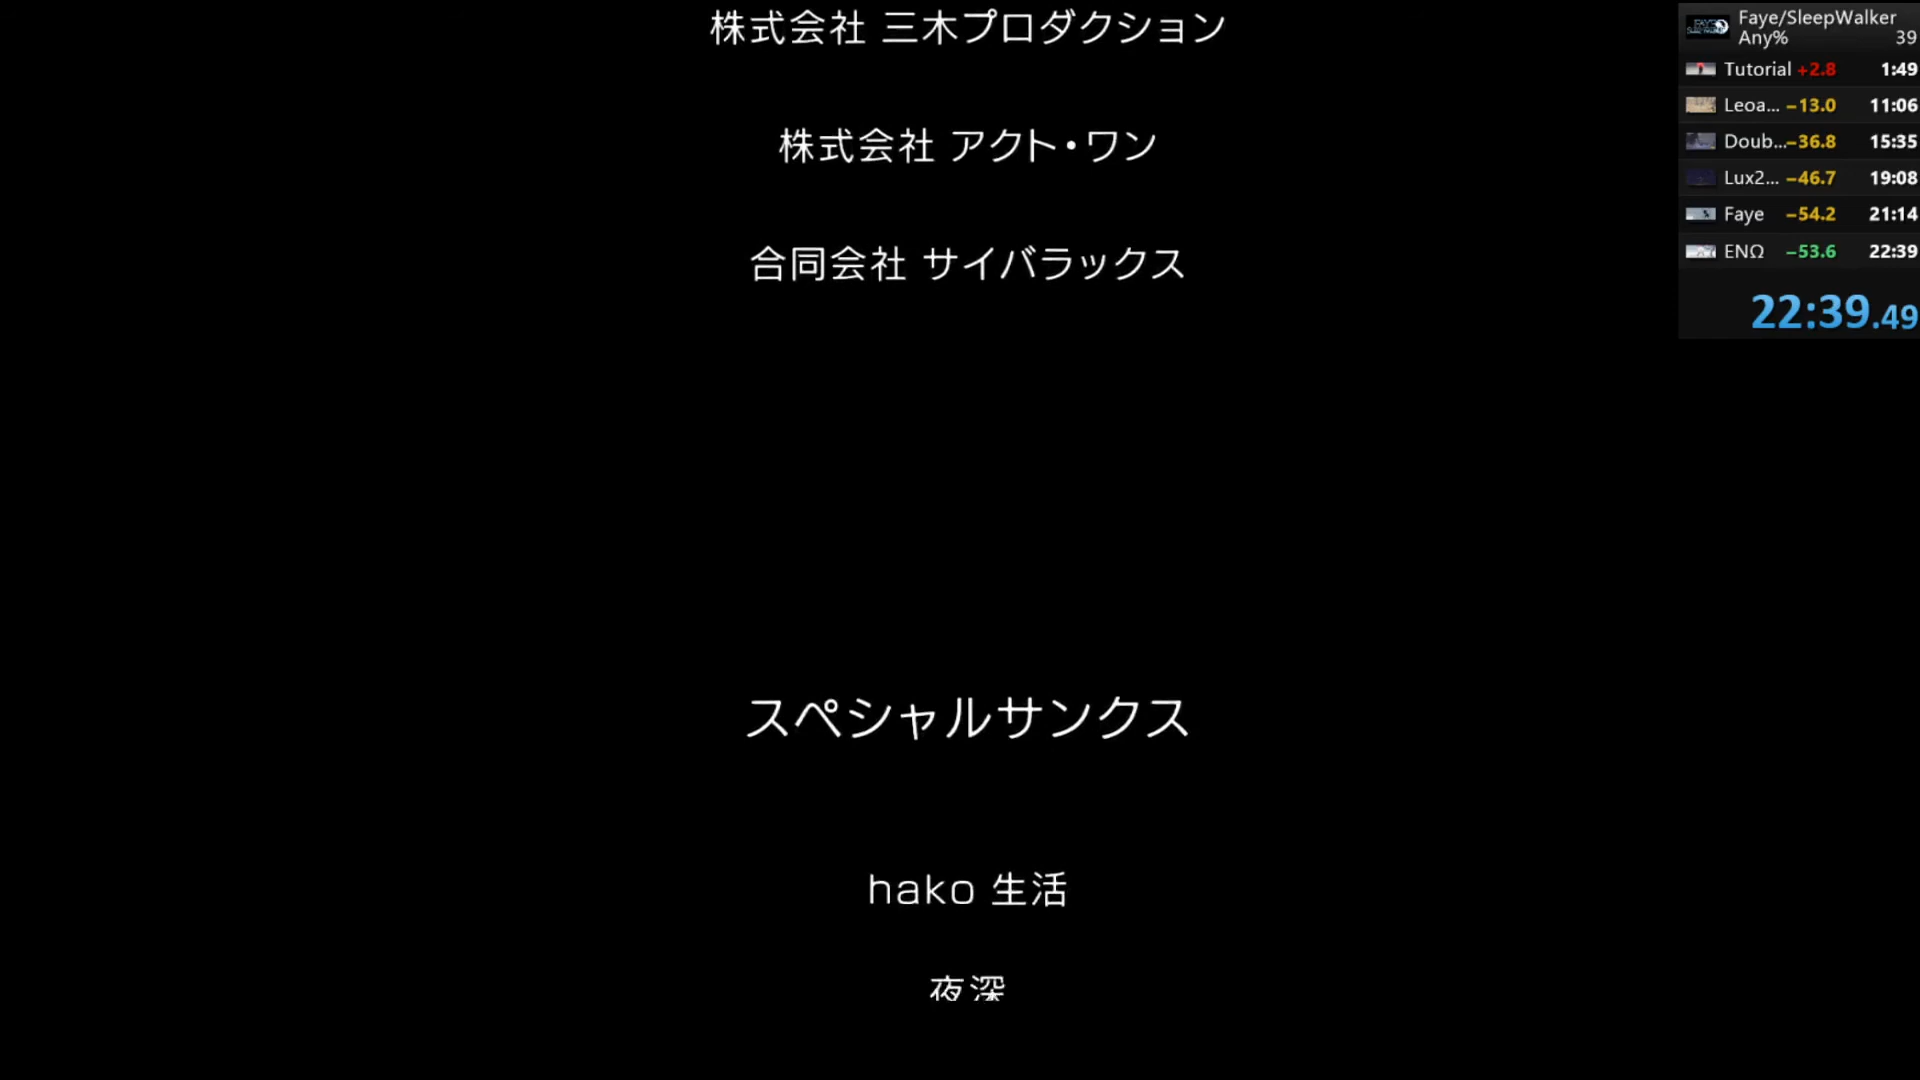 株式会社 三木プロダクション
株式会社 アクト・ワン
合同会社 サイバラックス
スペシャルサンクス
hako 生活
夜深
Faye/SleepWalker
Any% 39
Tutorial +2.8 1:49
Leoa... −13.0 11:06
Doub... −36.8 15:35
Lux2... −46.7 19:08
Faye −54.2 21:14
ENΩ −53.6 22:39
22:39.49